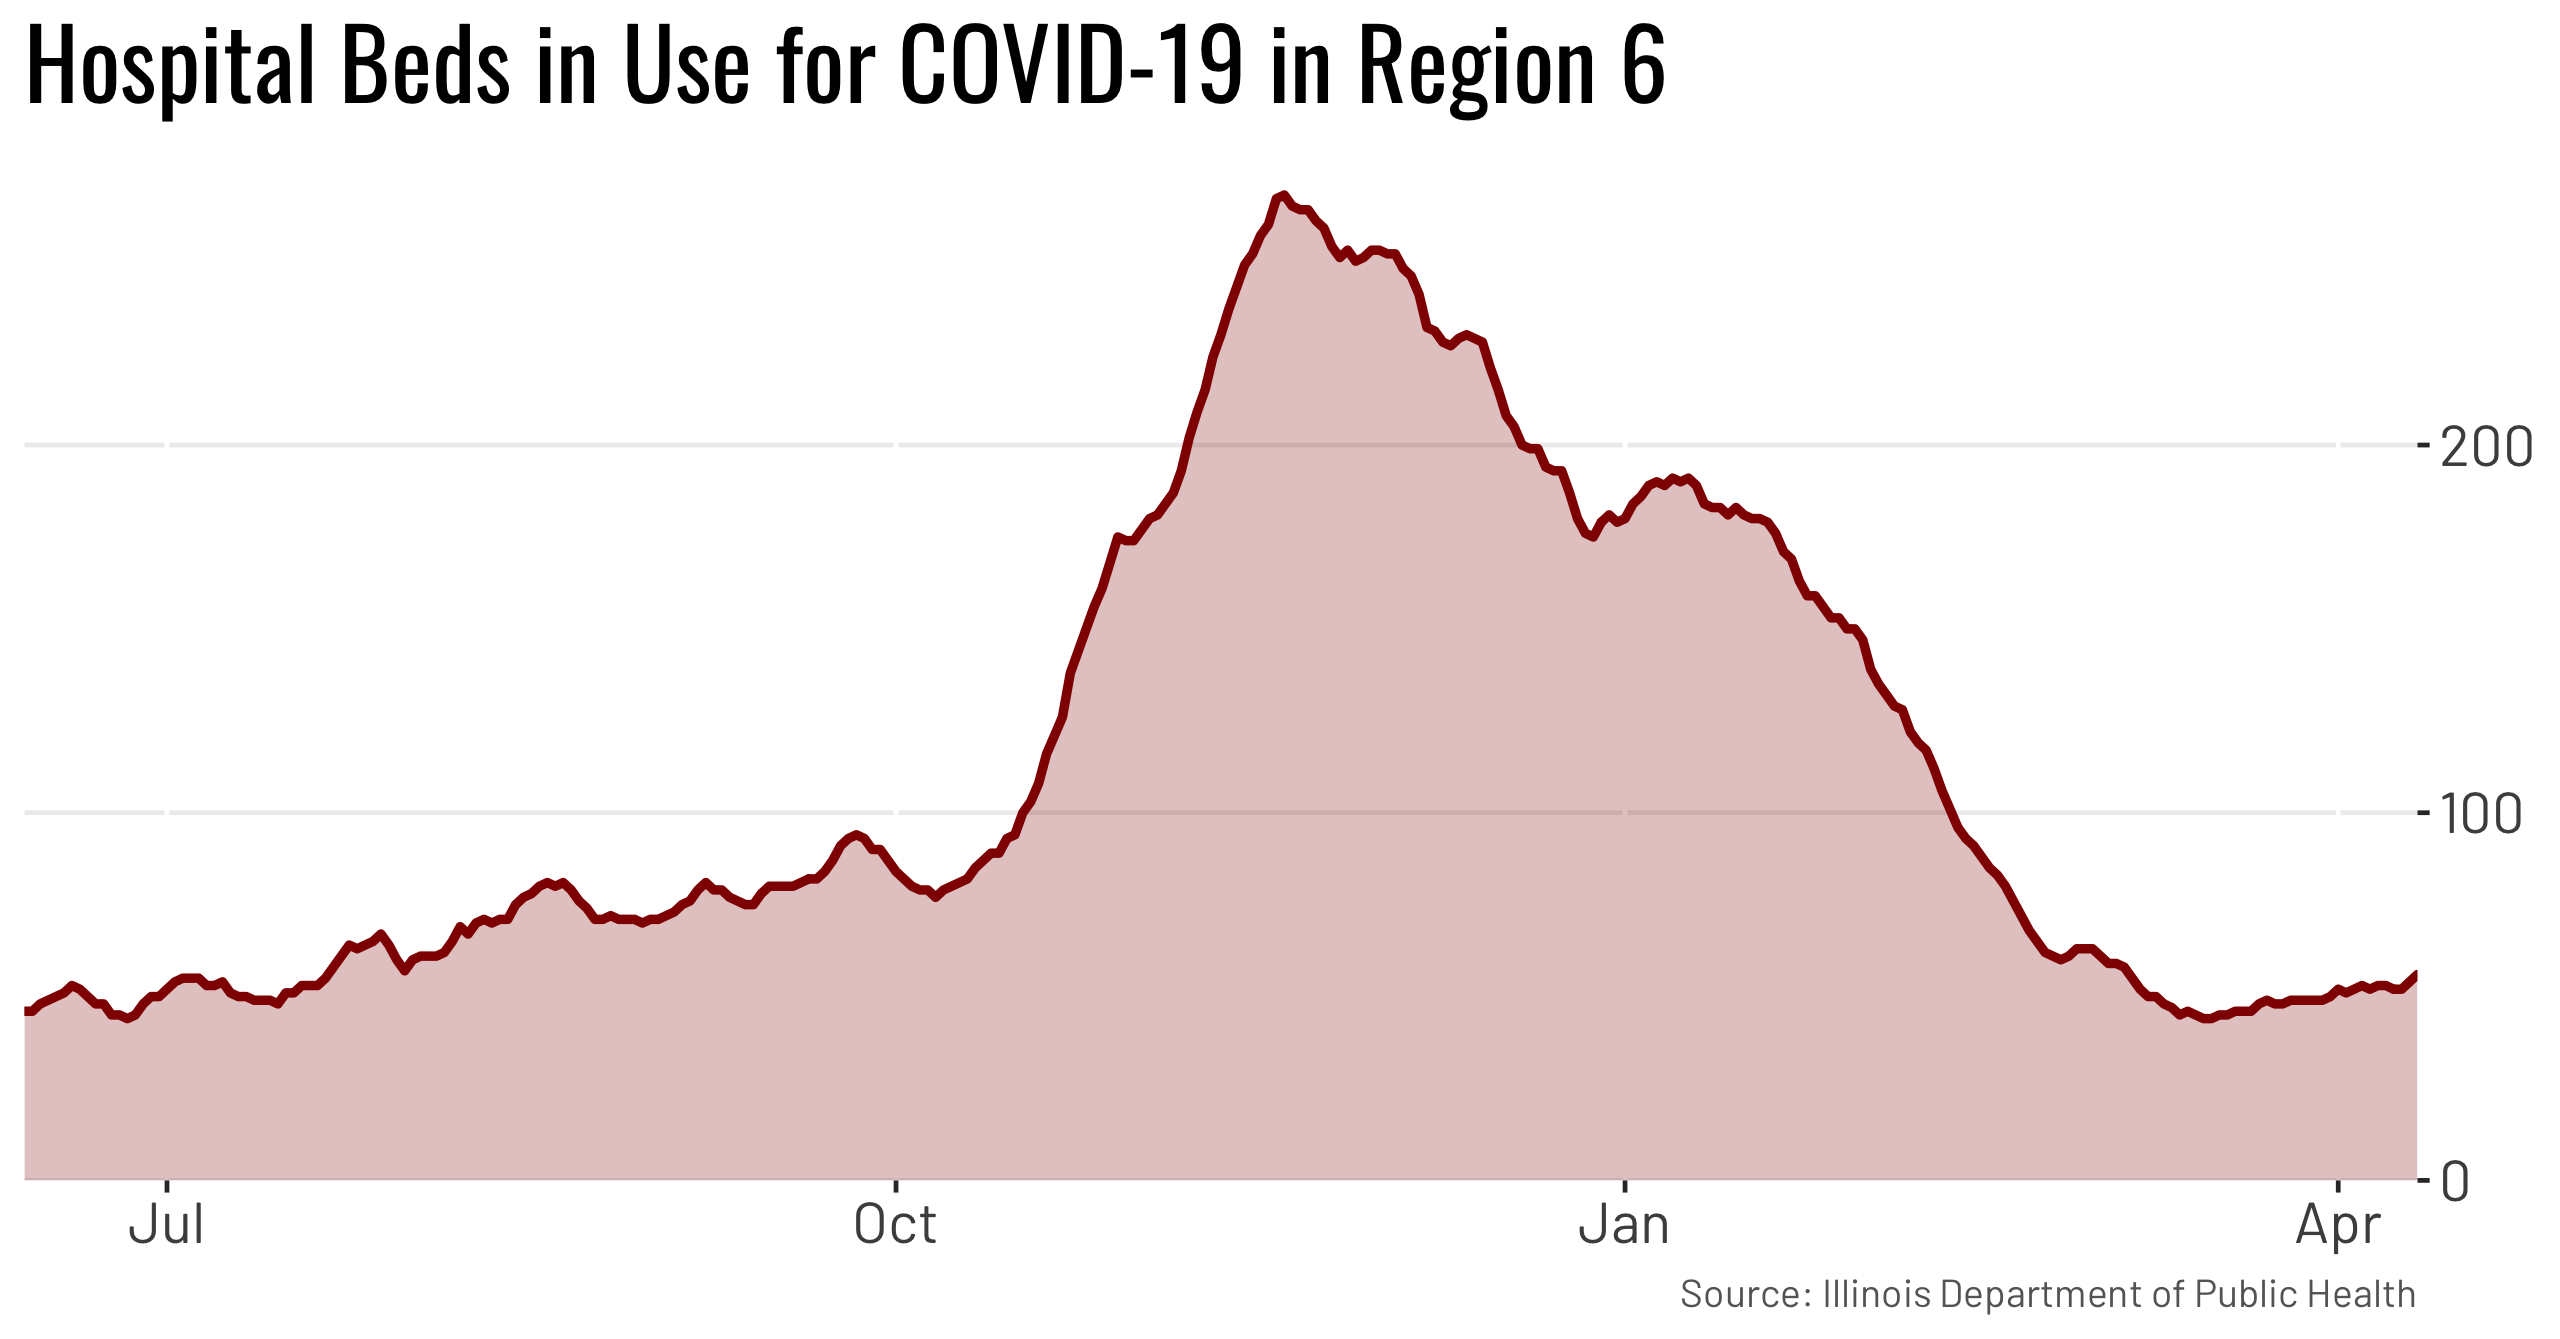 Hospital Beds in Use for COVID-19 in Region 6
200
100
0
Jul Oct Jan Apr
Source: Illinois Department of Public Health